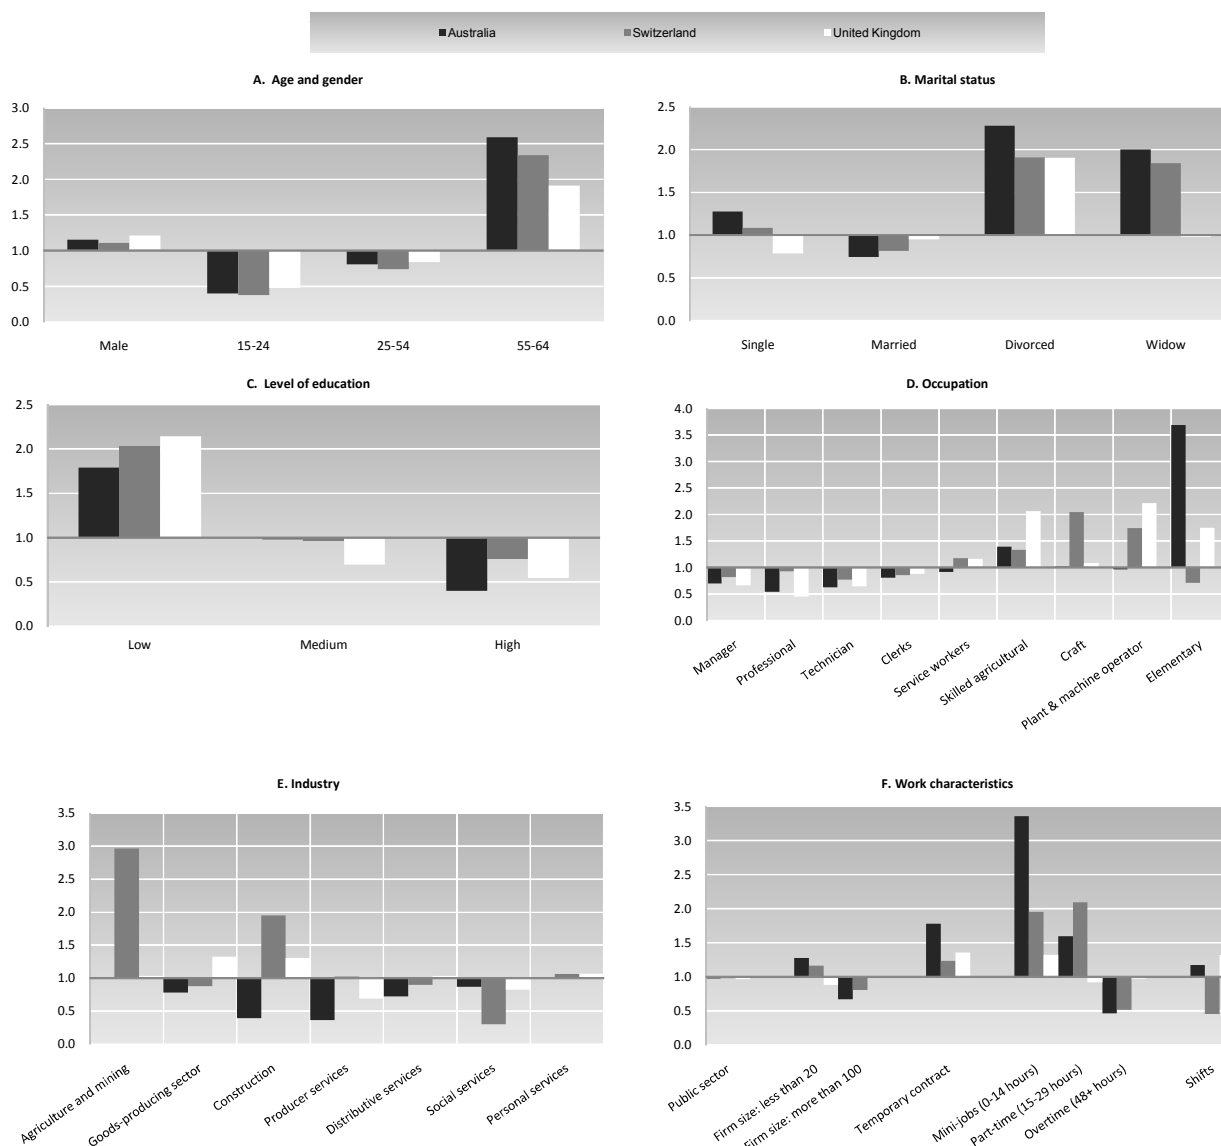 Australia Switzerland United Kingdom
A. Age and gender
3.0
2.5
2.0
1.5
1.0
0.5
0.0
Male 15-24 25-54 55-64
B. Marital status
2.5
2.0
1.5
1.0
0.5
0.0
Single Married Divorced Widow
C. Level of education
2.5
2.0
1.5
1.0
0.5
0.0
Low Medium High
D. Occupation
4.0
3.5
3.0
2.5
2.0
1.5
1.0
0.5
0.0
Manager
Professional
Technician
Clerks
Service workers
Skilled agricultural
Craft
Plant & machine operator
Elementary
E. Industry
3.5
3.0
2.5
2.0
1.5
1.0
0.5
0.0
Agriculture and mining
Goods-producing sector
Construction
Producer services
Distributive services
Social services
Personal services
F. Work characteristics
3.5
3.0
2.5
2.0
1.5
1.0
0.5
0.0
Public sector
Firm size: less than 20
Firm size: more than 100
Temporary contract
Mini-jobs (0-14 hours)
Part-time (15-29 hours)
Overtime (48+ hours)
Shifts